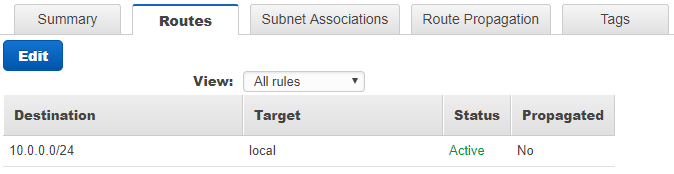 Summary Routes Subnet Associations Route Propagation Tags
Edit
View: All rules
Destination Target Status Propagated
10.0.0.0/24 local Active No